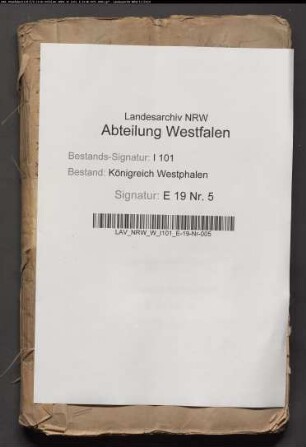 Landesarchiv NRW
Abteilung Westfalen
Bestands-Signatur: I 101
Bestand: Königreich Westphalen
Signatur: E 19 Nr. 5
LAV_NRW_W_I101_E-19-Nr-005